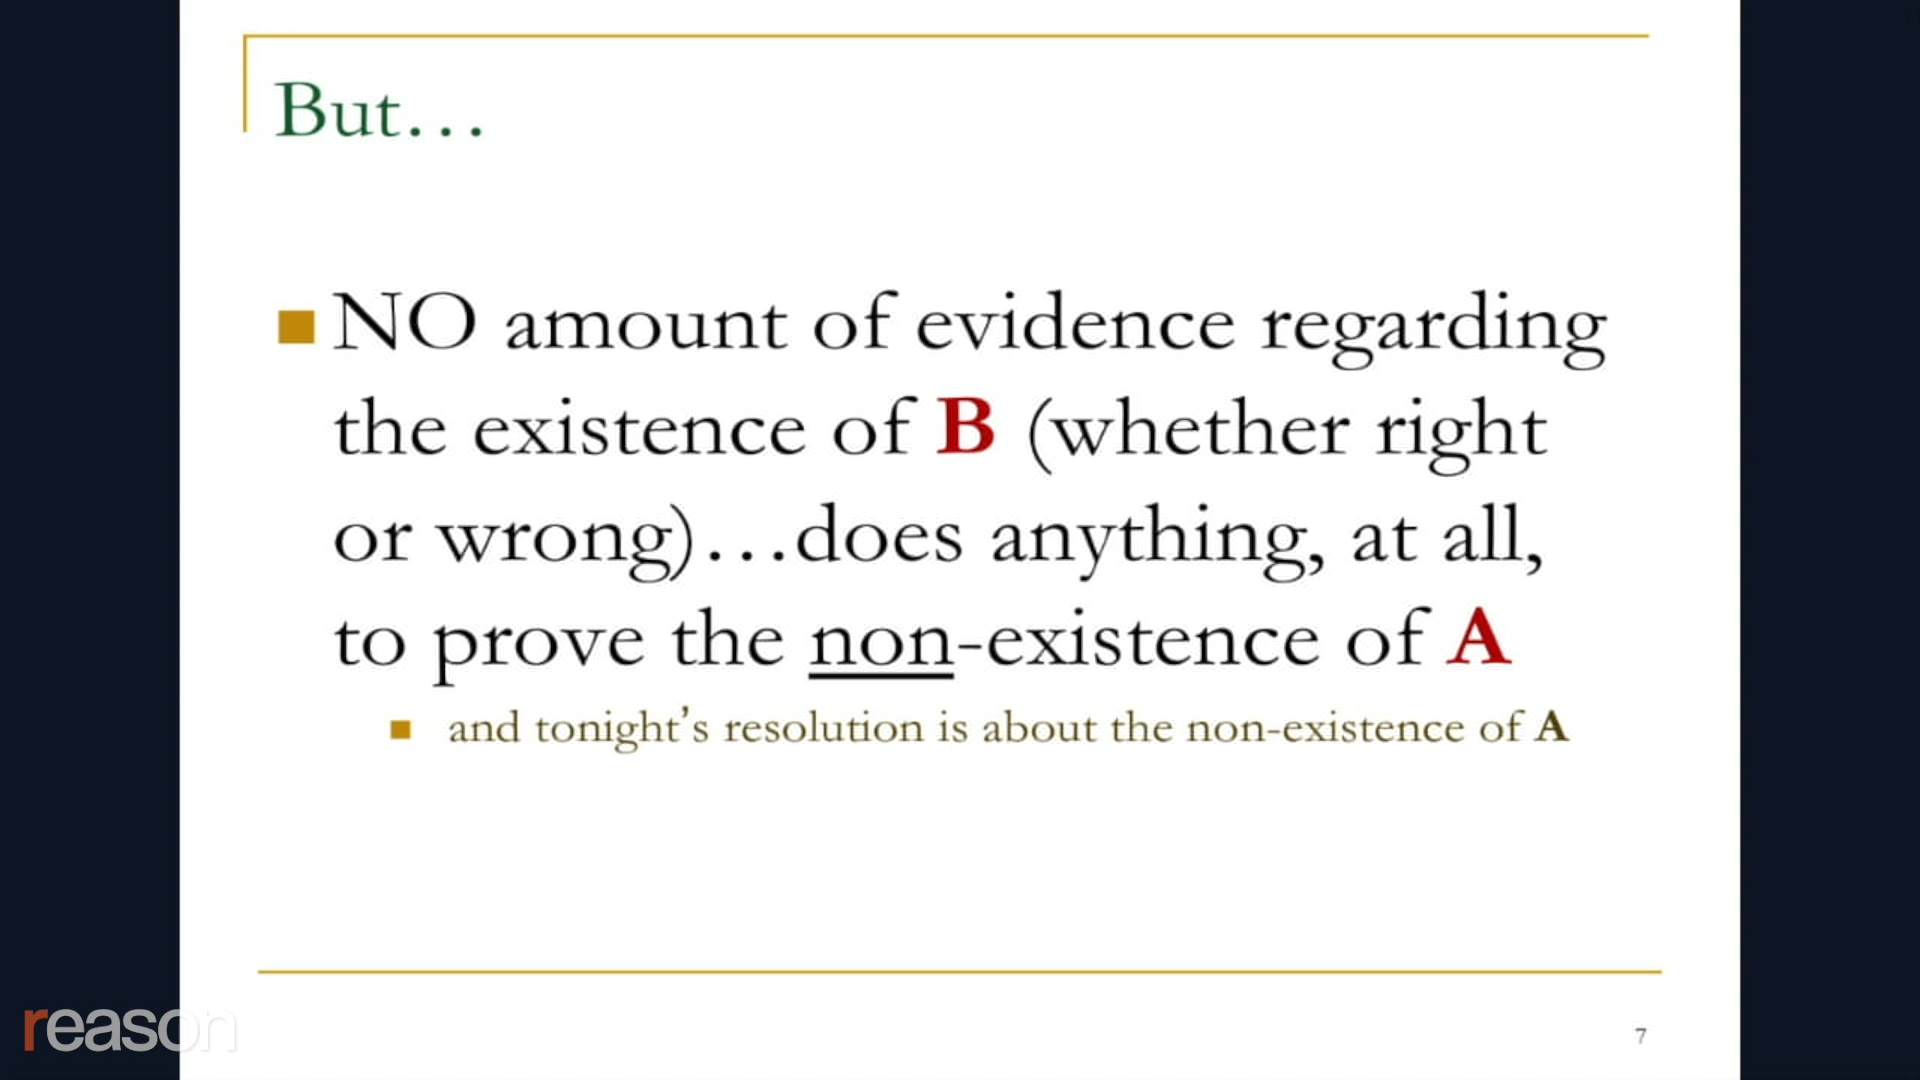 But…
NO amount of evidence regarding
the existence of B (whether right
or wrong)…does anything, at all,
to prove the non-existence of A
and tonight’s resolution is about the non-existence of A
reason
7